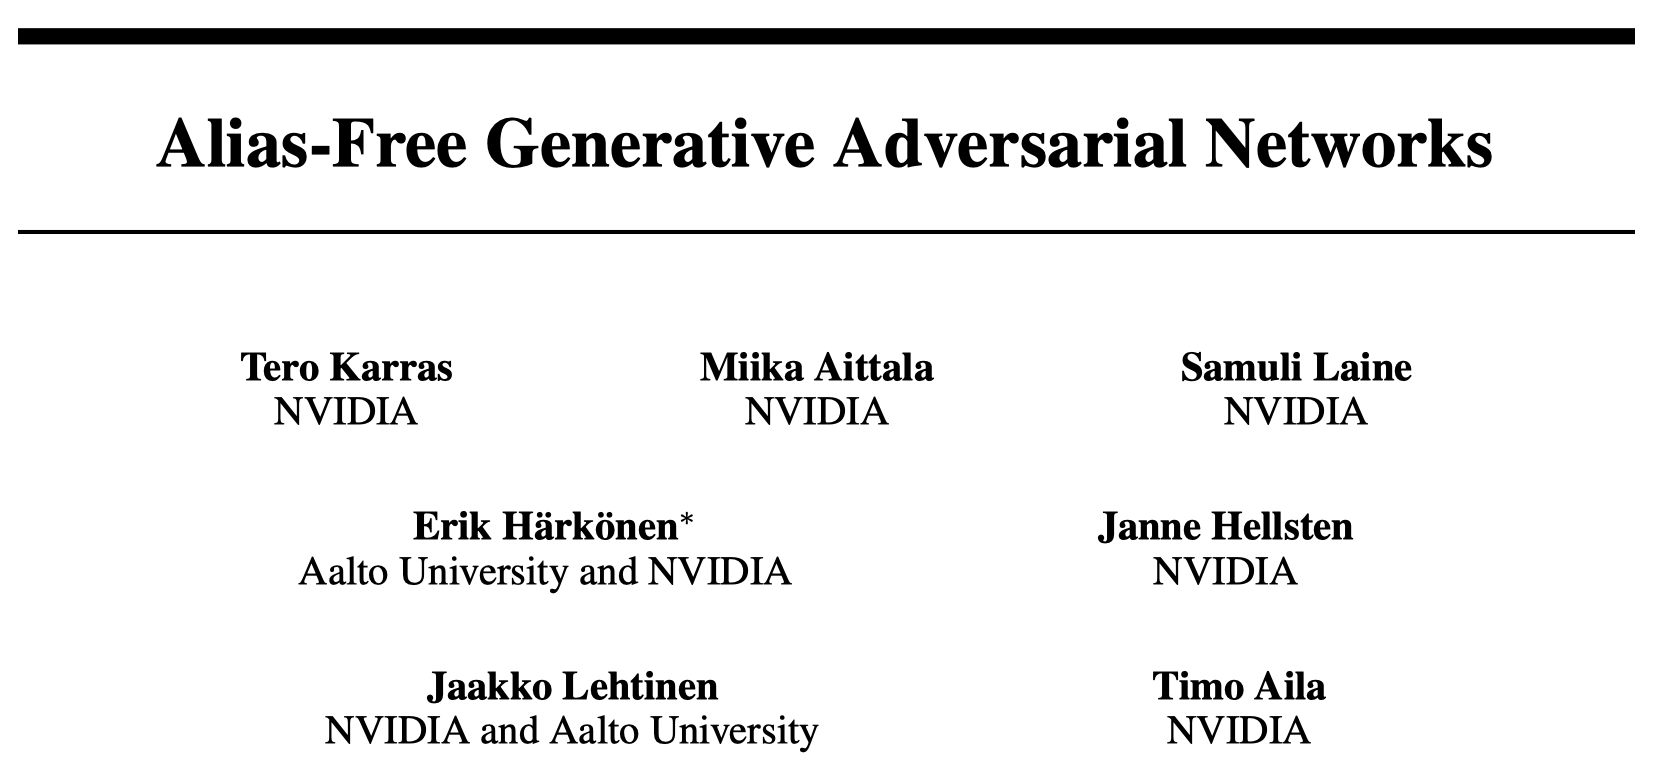 Alias-Free Generative Adversarial Networks
Tero Karras Miika Aittala Samuli Laine
NVIDIA NVIDIA NVIDIA
Erik Härkönen* Janne Hellsten
Aalto University and NVIDIA NVIDIA
Jaakko Lehtinen Timo Aila
NVIDIA and Aalto University NVIDIA